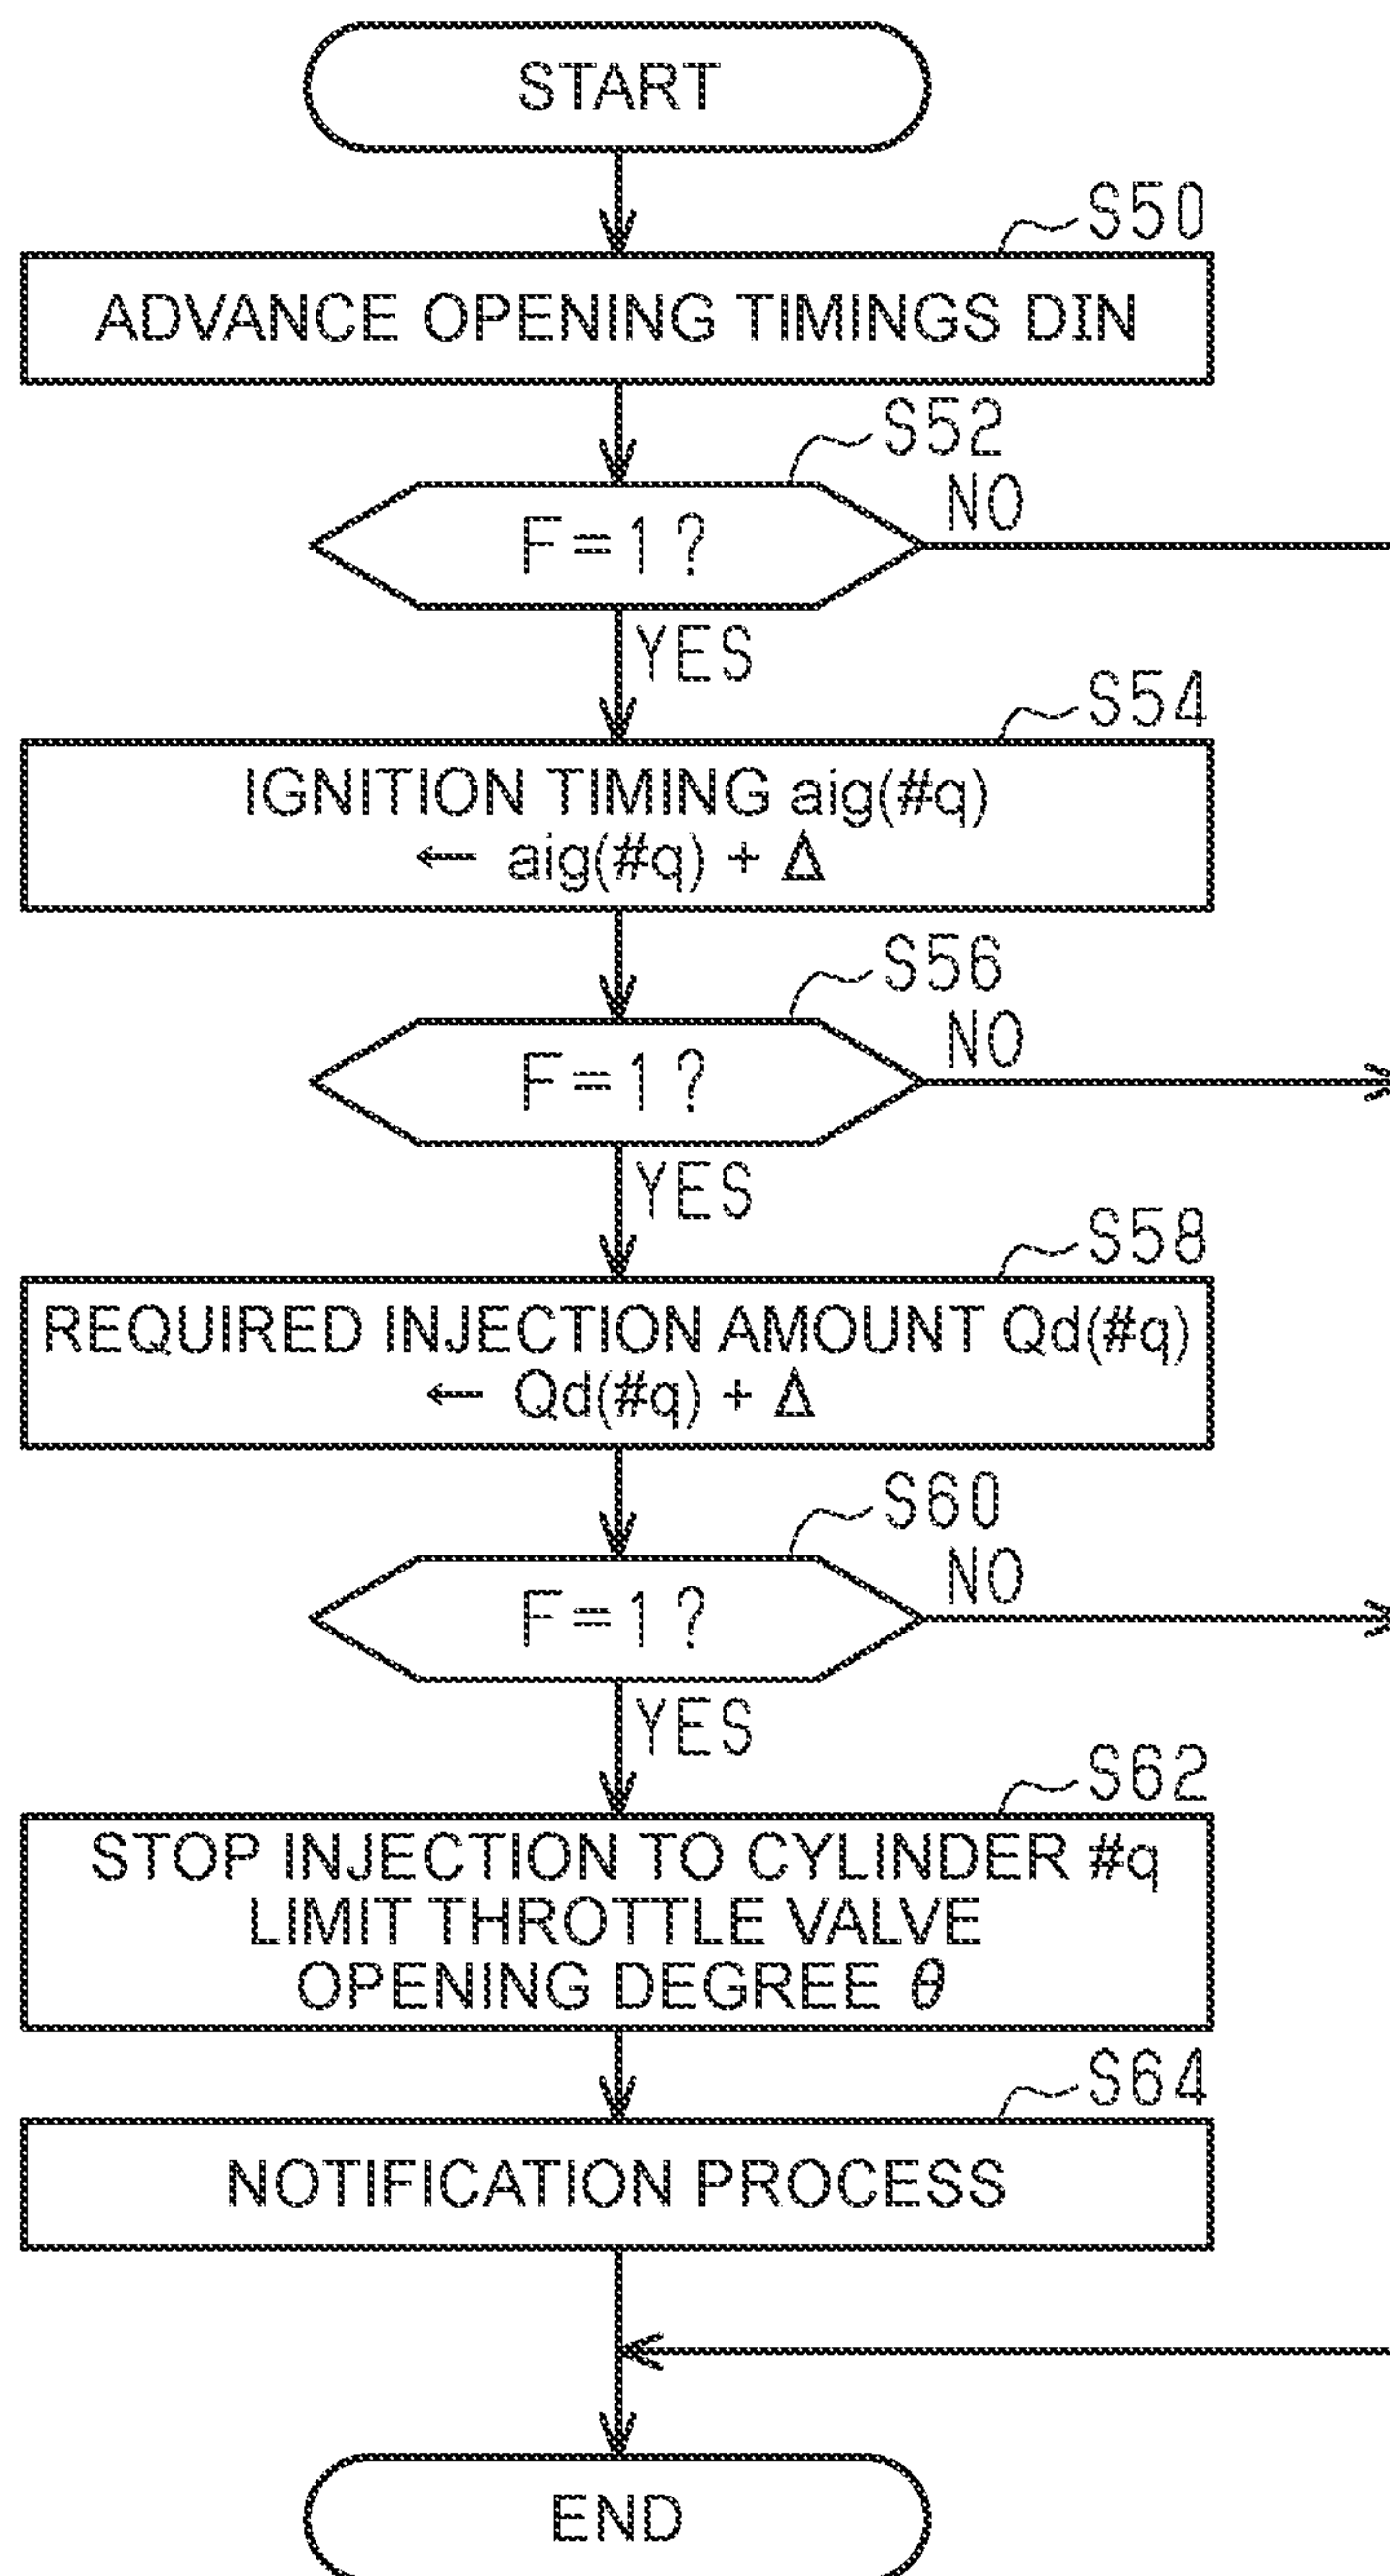 START
S50
ADVANCE OPENING TIMINGS DIN
S52
F=1?
NO
YES
S54
IGNITION TIMING aig(#q)
← aig(#q) + Δ
S56
F=1?
NO
YES
S58
REQUIRED INJECTION AMOUNT Qd(#q)
← Qd(#q) + Δ
S60
F=1?
NO
YES
S62
STOP INJECTION TO CYLINDER #q
LIMIT THROTTLE VALVE
OPENING DEGREE θ
S64
NOTIFICATION PROCESS
END